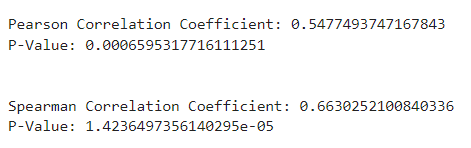 Pearson Correlation Coefficient: 0.5477493747167843
P-Value: 0.0006595317716111251
Spearman Correlation Coefficient: 0.6630252100840336
P-Value: 1.4236497356140295e-05